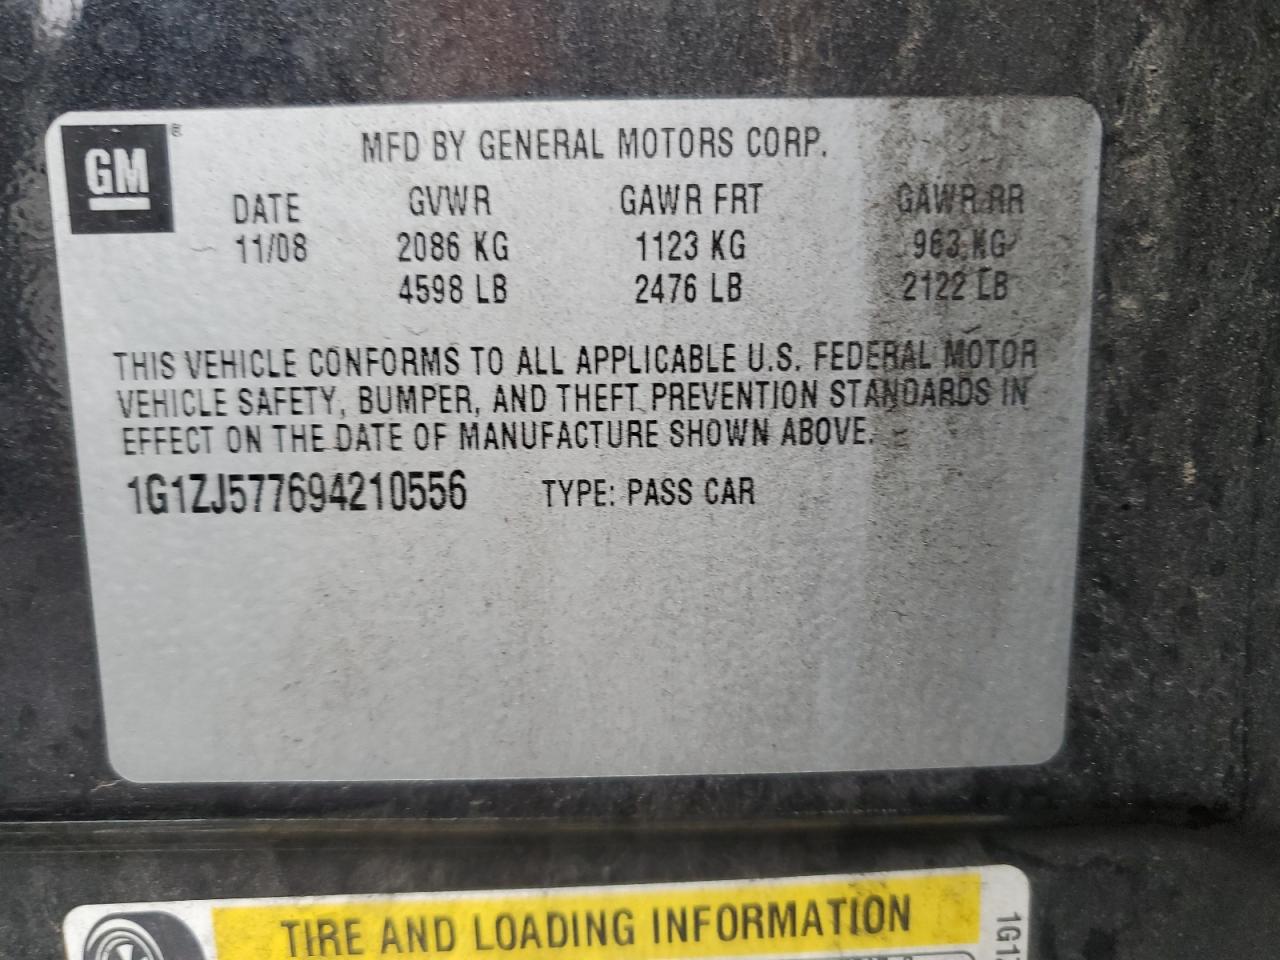 GM ®
MFD BY GENERAL MOTORS CORP.
DATE GVWR GAWR FRT GAWR RR
11/08 2086 KG 1123 KG 963 KG
4598 LB 2476 LB 2122 LB
THIS VEHICLE CONFORMS TO ALL APPLICABLE U.S. FEDERAL MOTOR
VEHICLE SAFETY, BUMPER, AND THEFT PREVENTION STANDARDS IN
EFFECT ON THE DATE OF MANUFACTURE SHOWN ABOVE.
1G1ZJ577694210556 TYPE: PASS CAR
TIRE AND LOADING INFORMATION